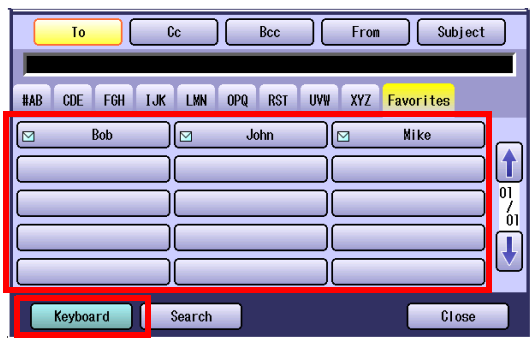 To Cc Bcc From Subject
#AB CDE FGH IJK LMN OPQ RST UVW XYZ Favorites
Bob John Mike
01
/
01
Keyboard Search Close